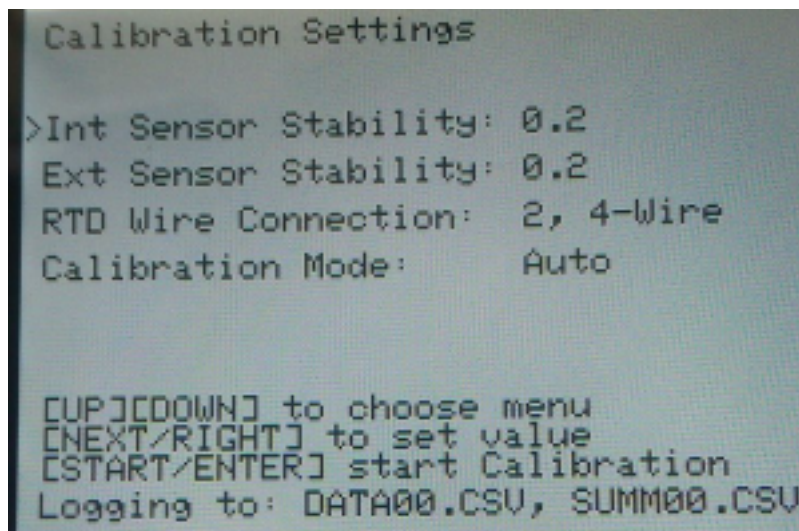 Calibration Settings
>Int Sensor Stability: 0.2
Ext Sensor Stability: 0.2
RTD Wire Connection: 2, 4-Wire
Calibration Mode: Auto
[UP][DOWN] to choose menu
[NEXT/RIGHT] to set value
[START/ENTER] start Calibration
Logging to: DATA00.CSV, SUMM00.CSV